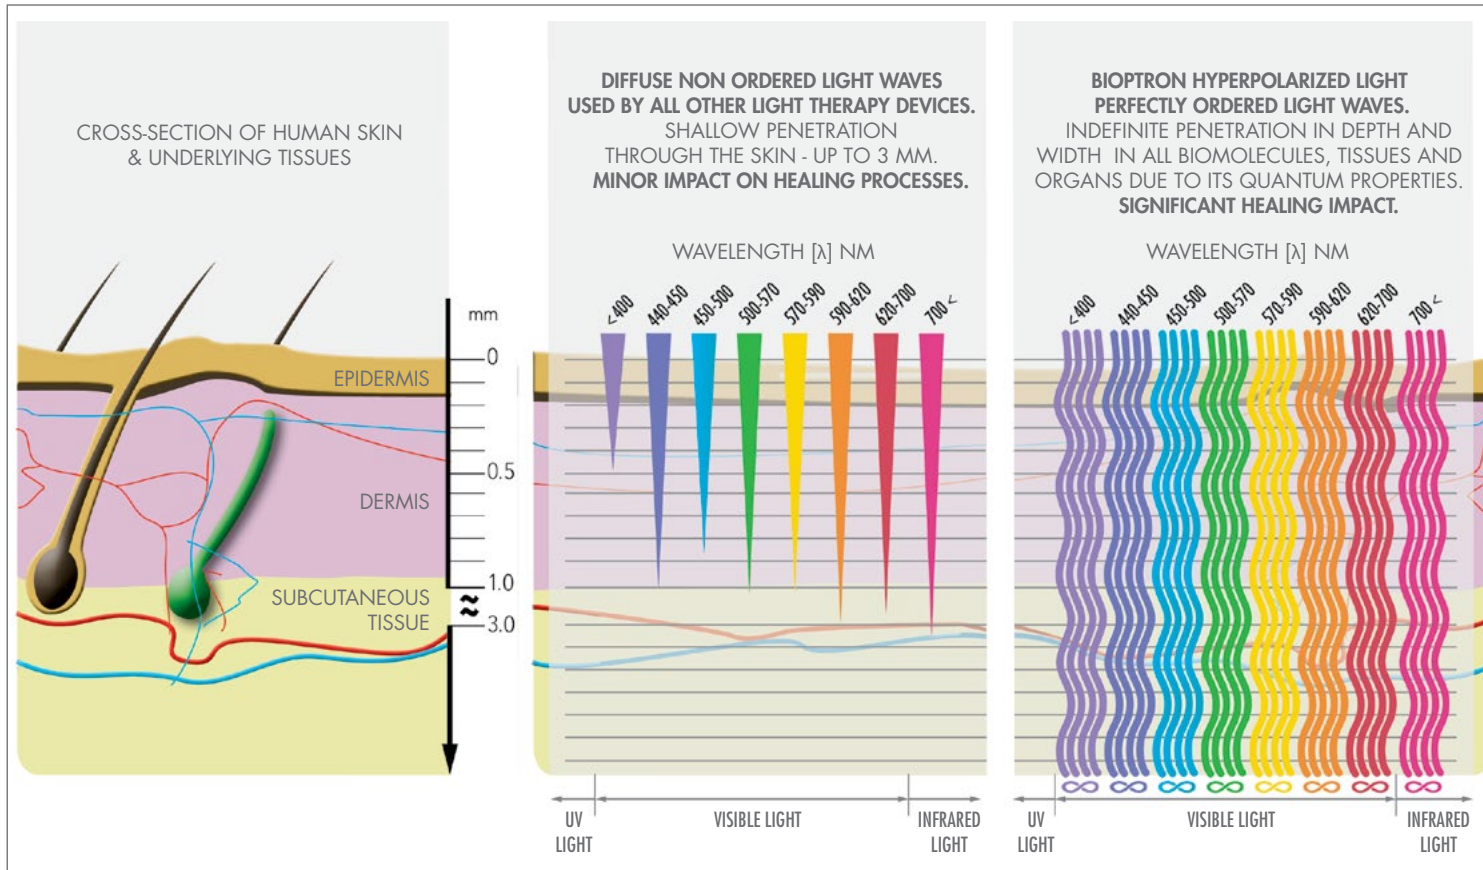 CROSS-SECTION OF HUMAN SKIN
& UNDERLYING TISSUES
mm
0
EPIDERMIS
0.5
DERMIS
1.0
SUBCUTANEOUS
TISSUE
3.0
DIFFUSE NON ORDERED LIGHT WAVES
USED BY ALL OTHER LIGHT THERAPY DEVICES.
SHALLOW PENETRATION
THROUGH THE SKIN - UP TO 3 MM.
MINOR IMPACT ON HEALING PROCESSES.
WAVELENGTH [λ] NM
< 400
440-450
450-500
500-570
570-590
590-620
620-700
700 <
UV
LIGHT
VISIBLE LIGHT
INFRARED
LIGHT
BIOPTRON HYPERPOLARIZED LIGHT
PERFECTLY ORDERED LIGHT WAVES.
INDEFINITE PENETRATION IN DEPTH AND
WIDTH IN ALL BIOMOLECULES, TISSUES AND
ORGANS DUE TO ITS QUANTUM PROPERTIES.
SIGNIFICANT HEALING IMPACT.
WAVELENGTH [λ] NM
< 400
440-450
450-500
500-570
570-590
590-620
620-700
700 <
∞ ∞ ∞ ∞ ∞ ∞ ∞ ∞
UV
LIGHT
VISIBLE LIGHT
INFRARED
LIGHT